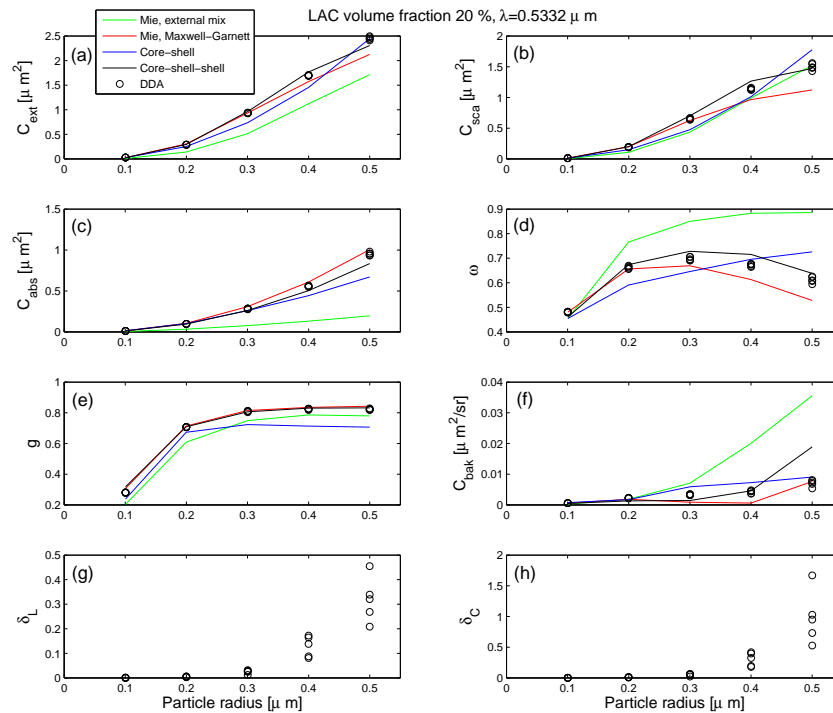 LAC volume fraction 20 %, λ=0.5332 μ m
Mie, external mix
Mie, Maxwell−Garnett
Core−shell
Core−shell−shell
DDA
(a)
C_ext [μ m²]
2.5
2
1.5
1
0.5
0
0 0.1 0.2 0.3 0.4 0.5
(b)
C_sca [μ m²]
2.5
2
1.5
1
0.5
0
0 0.1 0.2 0.3 0.4 0.5
(c)
C_abs [μ m²]
1
0.5
0
0 0.1 0.2 0.3 0.4 0.5
(d)
ω
0.9
0.8
0.7
0.6
0.5
0.4
0 0.1 0.2 0.3 0.4 0.5
(e)
g
1
0.8
0.6
0.4
0.2
0 0.1 0.2 0.3 0.4 0.5
(f)
C_bak [μ m²/sr]
0.04
0.03
0.02
0.01
0
0 0.1 0.2 0.3 0.4 0.5
(g)
δ_L
0.5
0.4
0.3
0.2
0.1
0
0 0.1 0.2 0.3 0.4 0.5
Particle radius [μ m]
(h)
δ_C
2
1.5
1
0.5
0
0 0.1 0.2 0.3 0.4 0.5
Particle radius [μ m]